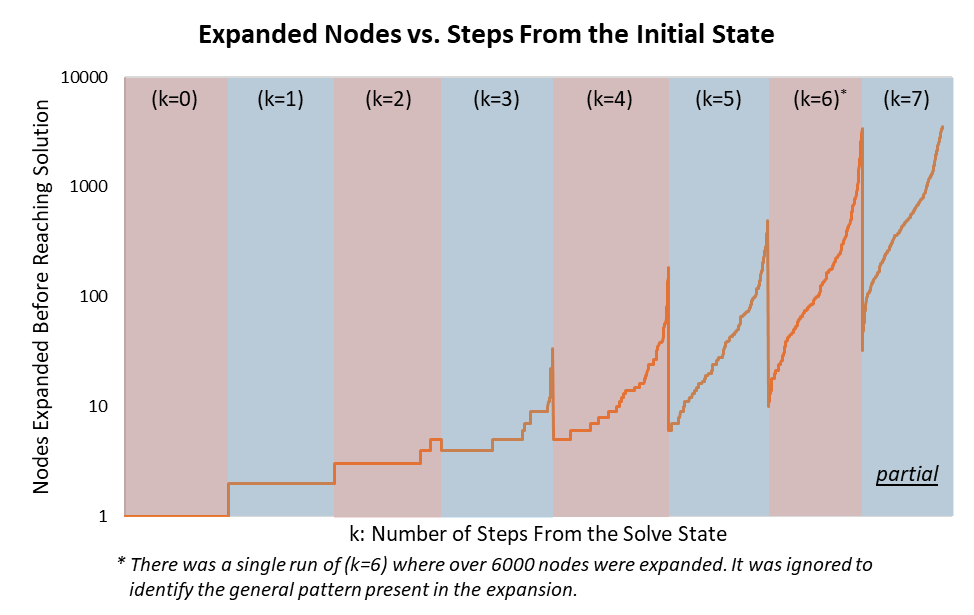 Expanded Nodes vs. Steps From the Initial State
Nodes Expanded Before Reaching Solution
10000
1000
100
10
1
(k=0)
(k=1)
(k=2)
(k=3)
(k=4)
(k=5)
(k=6)*
(k=7)
partial
k: Number of Steps From the Solve State
* There was a single run of (k=6) where over 6000 nodes were expanded. It was ignored to
identify the general pattern present in the expansion.